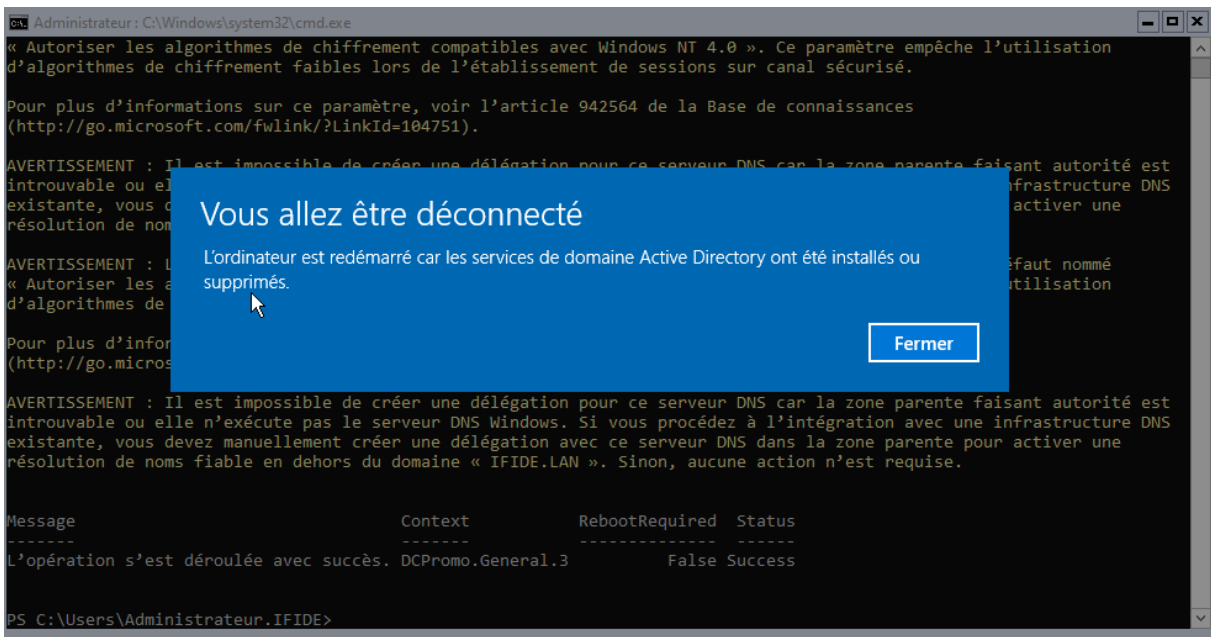 Administrateur : C:\Windows\system32\cmd.exe
« Autoriser les algorithmes de chiffrement compatibles avec Windows NT 4.0 ». Ce paramètre empêche l’utilisation
d’algorithmes de chiffrement faibles lors de l’établissement de sessions sur canal sécurisé.
Pour plus d’informations sur ce paramètre, voir l’article 942564 de la Base de connaissances
(http://go.microsoft.com/fwlink/?LinkId=104751).
AVERTISSEMENT : Il est impossible de créer une délégation pour ce serveur DNS car la zone parente faisant autorité est
introuvable ou el nfrastructure DNS
existante, vous d activer une
résolution de nom
Vous allez être déconnecté
L’ordinateur est redémarré car les services de domaine Active Directory ont été installés ou
supprimés.
Fermer
AVERTISSEMENT : L éfaut nommé
« Autoriser les a utilisation
d’algorithmes de
Pour plus d’infor
(http://go.micros
AVERTISSEMENT : Il est impossible de créer une délégation pour ce serveur DNS car la zone parente faisant autorité est
introuvable ou elle n’exécute pas le serveur DNS Windows. Si vous procédez à l’intégration avec une infrastructure DNS
existante, vous devez manuellement créer une délégation avec ce serveur DNS dans la zone parente pour activer une
résolution de noms fiable en dehors du domaine « IFIDE.LAN ». Sinon, aucune action n’est requise.
Message Context RebootRequired Status
------- ------- -------------- ------
L’opération s’est déroulée avec succès. DCPromo.General.3 False Success
PS C:\Users\Administrateur.IFIDE>